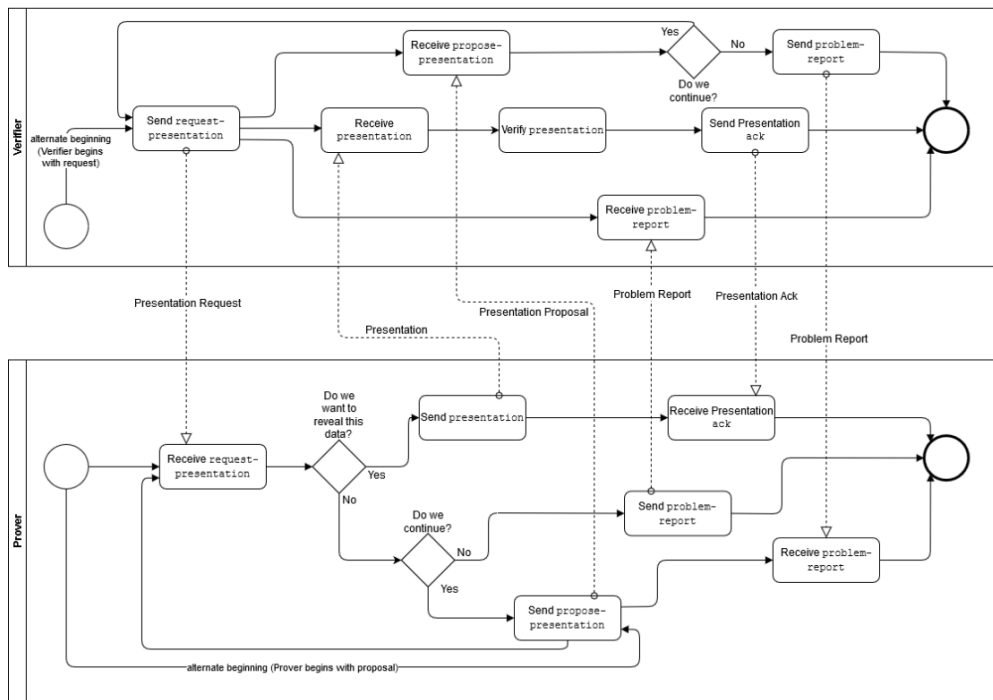 Verifier
Yes
No
Do we
continue?
Receive propose-
presentation
Send problem-
report
alternate beginning
(Verifier begins
with request)
Send request-
presentation
Receive
presentation
Verify presentation
Send Presentation
ack
Receive problem-
report
Presentation Request
Presentation
Presentation Proposal
Problem Report
Presentation Ack
Problem Report
Prover
Do we
want to
reveal this
data?
Yes
No
Receive request-
presentation
Send presentation
Receive Presentation
ack
Do we
continue?
No
Yes
Send problem-
report
Receive problem-
report
Send propose-
presentation
alternate beginning (Prover begins with proposal)